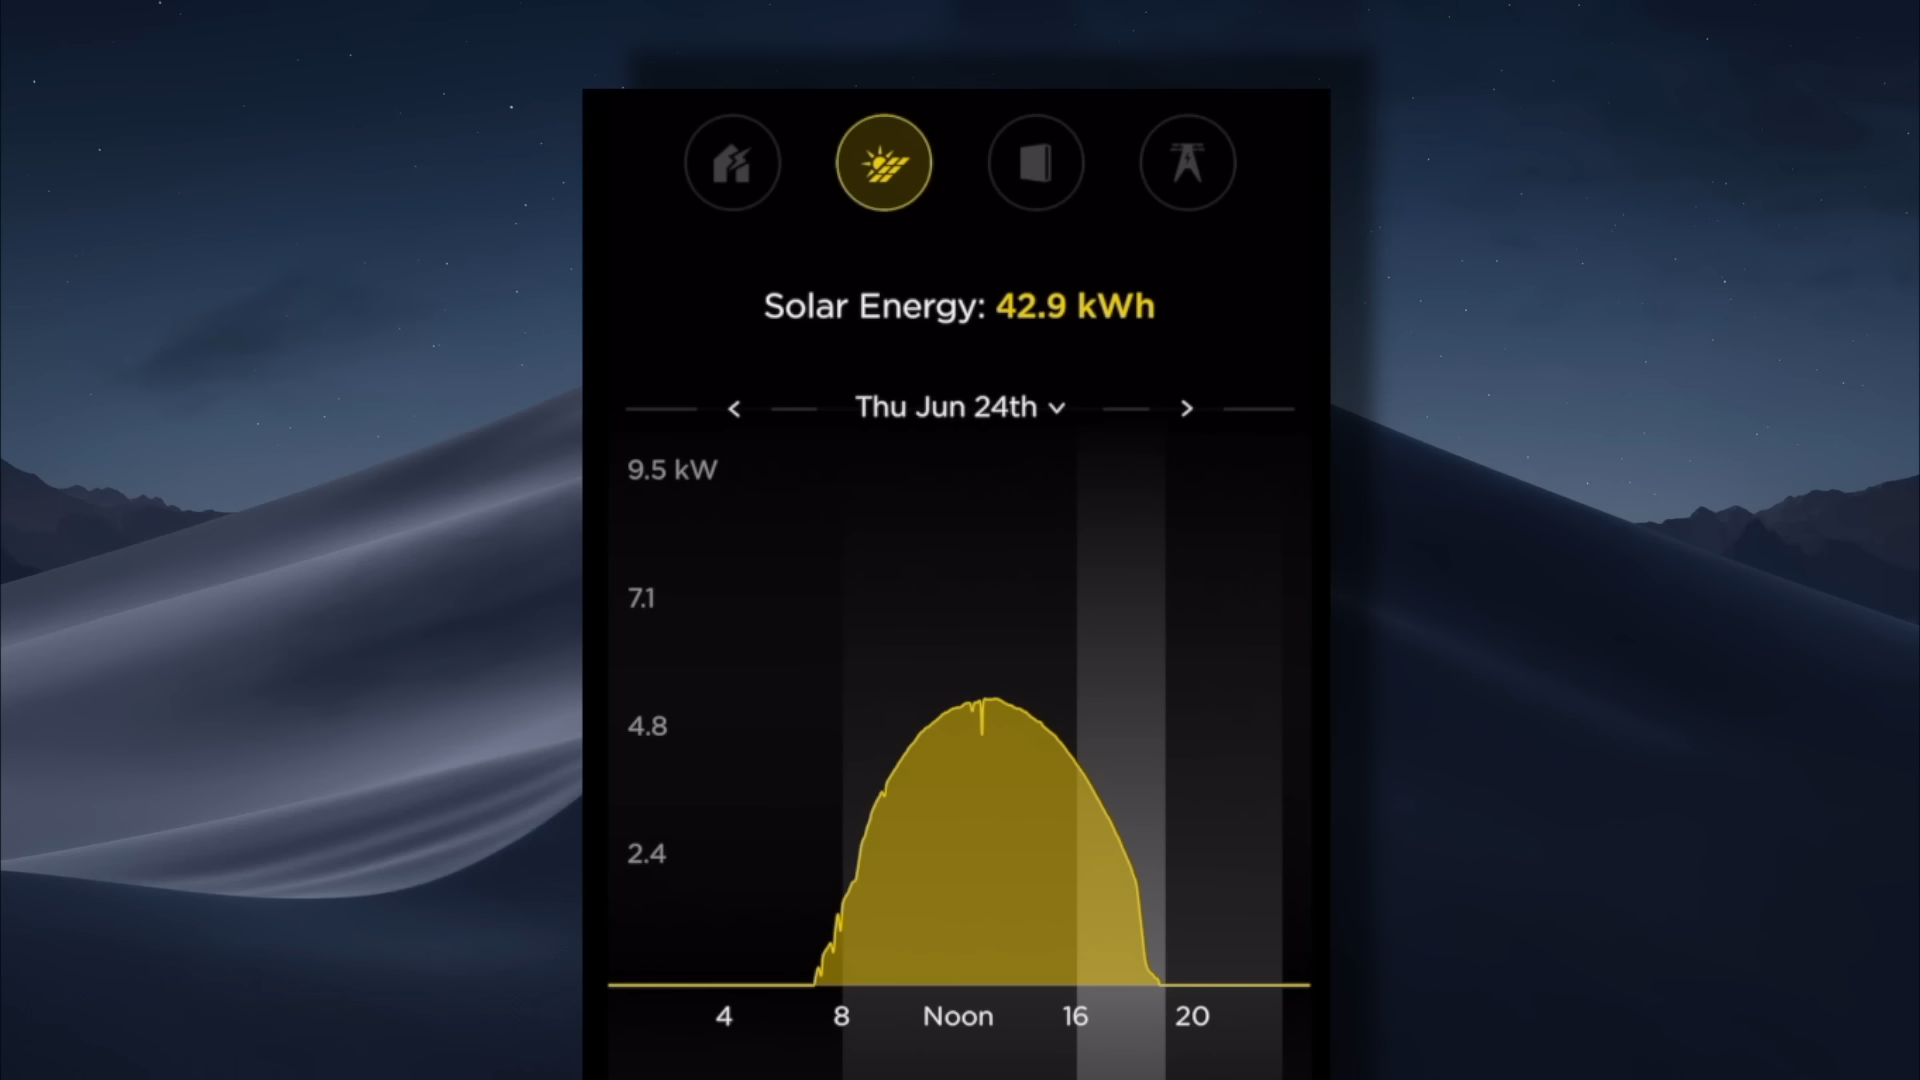 Solar Energy: 42.9 kWh
Thu Jun 24th
9.5 kW
7.1
4.8
2.4
4 8 Noon 16 20